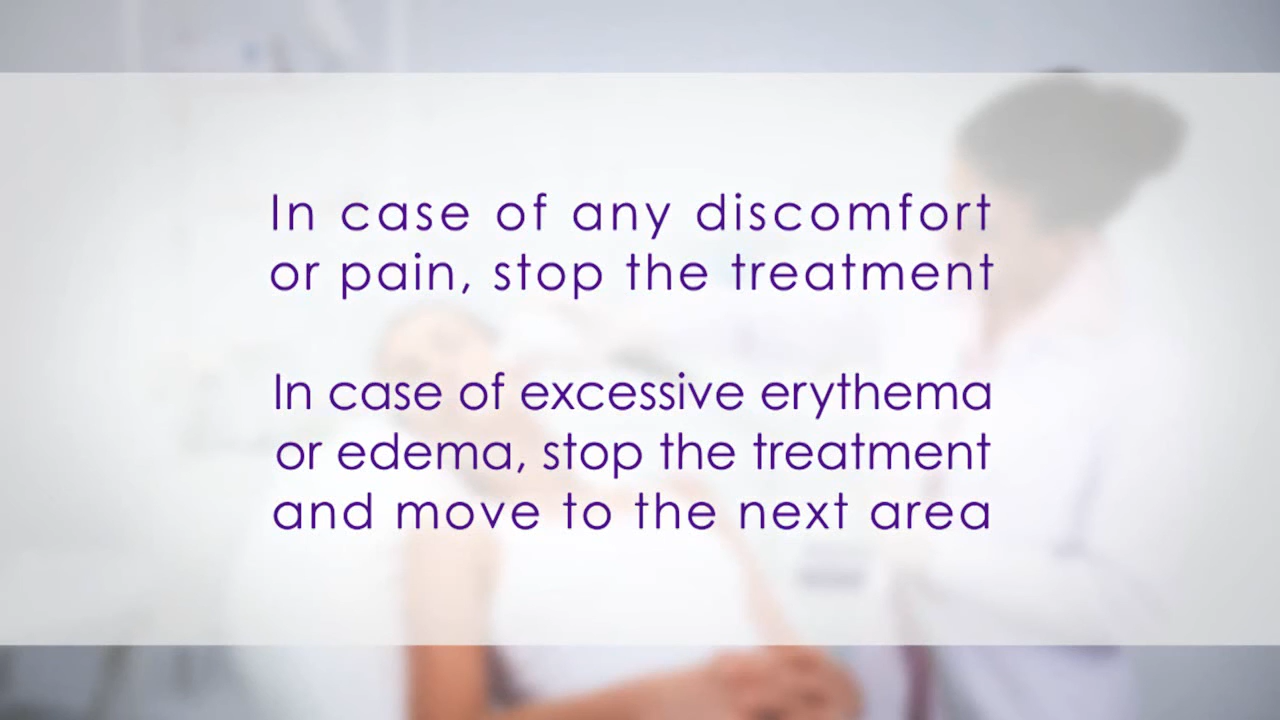 In case of any discomfort
or pain, stop the treatment
In case of excessive erythema
or edema, stop the treatment
and move to the next area